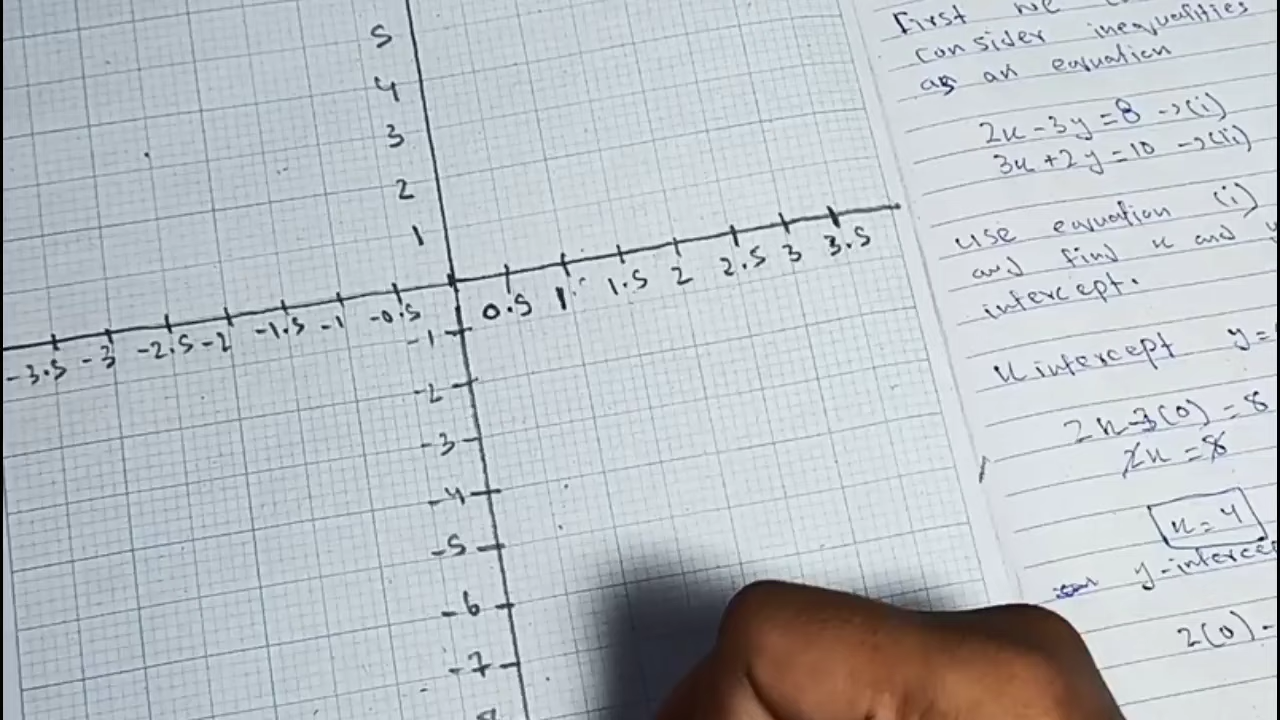 5
4
3
2
1
-3.5 -3 -2.5 -2 -1.5 -1 -0.5 0.5 1 1.5 2 2.5 3 3.5
-1
-2
-3
-4
-5
-6
-7
First we
consider inequalities
as an equation
2x - 3y = 8 → (i)
3x + 2y = 10 → (ii)
use equation (i)
and find x and y
intercept.
x intercept y =
2x - 3(0) = 8
2x = 8
x = 4
y-intercep
2(0) -